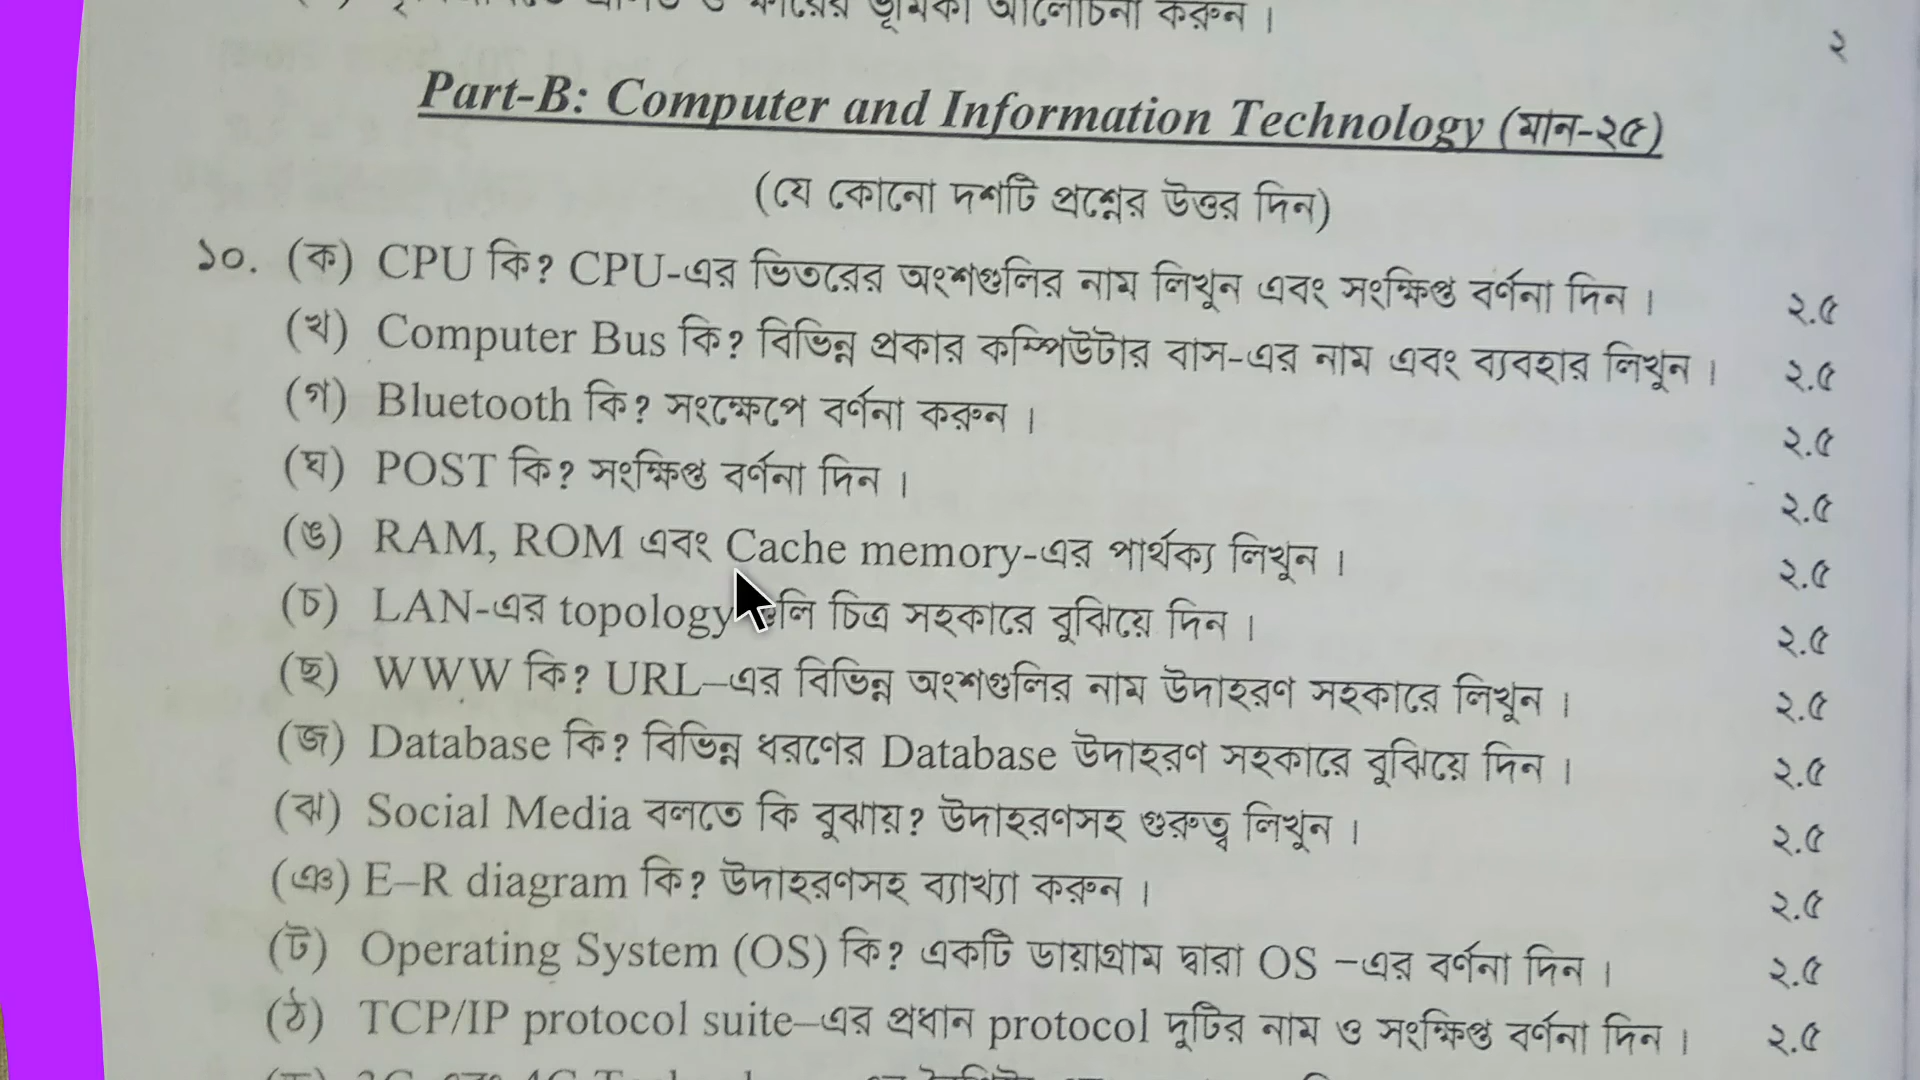 ভূমিকা আলোচনা করুন ।
২
Part-B: Computer and Information Technology (মান-২৫)
(যে কোনো দশটি প্রশ্নের উত্তর দিন)
১০. (ক) CPU কি? CPU-এর ভিতরের অংশগুলির নাম লিখুন এবং সংক্ষিপ্ত বর্ণনা দিন । ২.৫
(খ) Computer Bus কি? বিভিন্ন প্রকার কম্পিউটার বাস-এর নাম এবং ব্যবহার লিখুন । ২.৫
(গ) Bluetooth কি? সংক্ষেপে বর্ণনা করুন । ২.৫
(ঘ) POST কি? সংক্ষিপ্ত বর্ণনা দিন । ২.৫
(ঙ) RAM, ROM এবং Cache memory-এর পার্থক্য লিখুন । ২.৫
(চ) LAN-এর topology চিত্র সহকারে বুঝিয়ে দিন । ২.৫
(ছ) WWW কি? URL–এর বিভিন্ন অংশগুলির নাম উদাহরণ সহকারে লিখুন । ২.৫
(জ) Database কি? বিভিন্ন ধরণের Database উদাহরণ সহকারে বুঝিয়ে দিন । ২.৫
(ঝ) Social Media বলতে কি বুঝায়? উদাহরণসহ গুরুত্ব লিখুন । ২.৫
(ঞ) E–R diagram কি? উদাহরণসহ ব্যাখ্যা করুন । ২.৫
(ট) Operating System (OS) কি? একটি ডায়াগ্রাম দ্বারা OS –এর বর্ণনা দিন । ২.৫
(ঠ) TCP/IP protocol suite–এর প্রধান protocol দুটির নাম ও সংক্ষিপ্ত বর্ণনা দিন । ২.৫